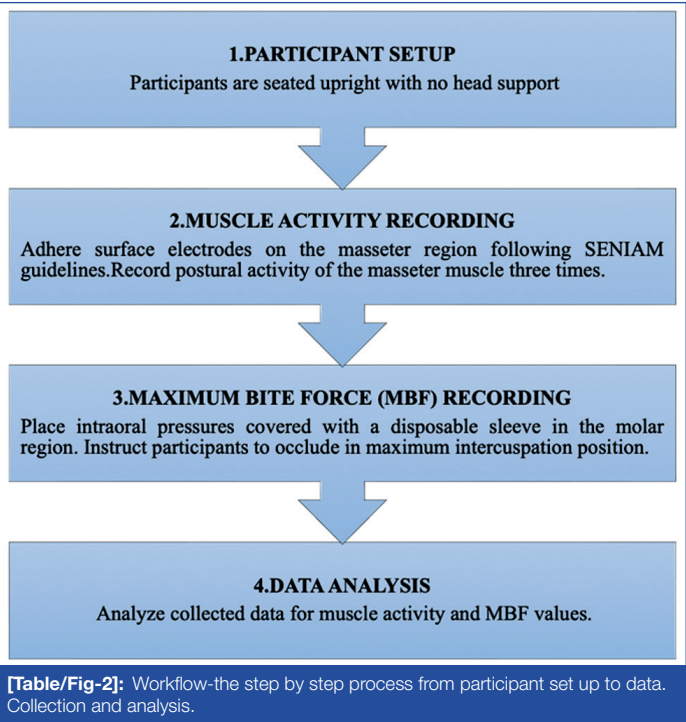 1.PARTICIPANT SETUP
Participants are seated upright with no head support
2.MUSCLE ACTIVITY RECORDING
Adhere surface electrodes on the masseter region following SENIAM
guidelines.Record postural activity of the masseter muscle three times.
3.MAXIMUM BITE FORCE (MBF) RECORDING
Place intraoral pressures covered with a disposable sleeve in the molar
region. Instruct participants to occlude in maximum intercuspation position.
4.DATA ANALYSIS
Analyze collected data for muscle activity and MBF values.
[Table/Fig-2]: Workflow-the step by step process from participant set up to data.
Collection and analysis.